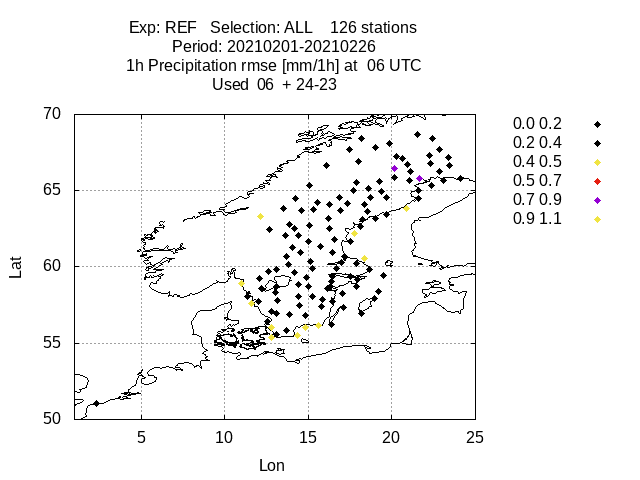 Exp: REF   Selection: ALL    126 stations
Period: 20210201-20210226
1h Precipitation rmse [mm/1h] at  06 UTC
Used  06  + 24-23
70
65
60
55
50
Lat
5
10
15
20
25
Lon
0.0 0.2
0.2 0.4
0.4 0.5
0.5 0.7
0.7 0.9
0.9 1.1